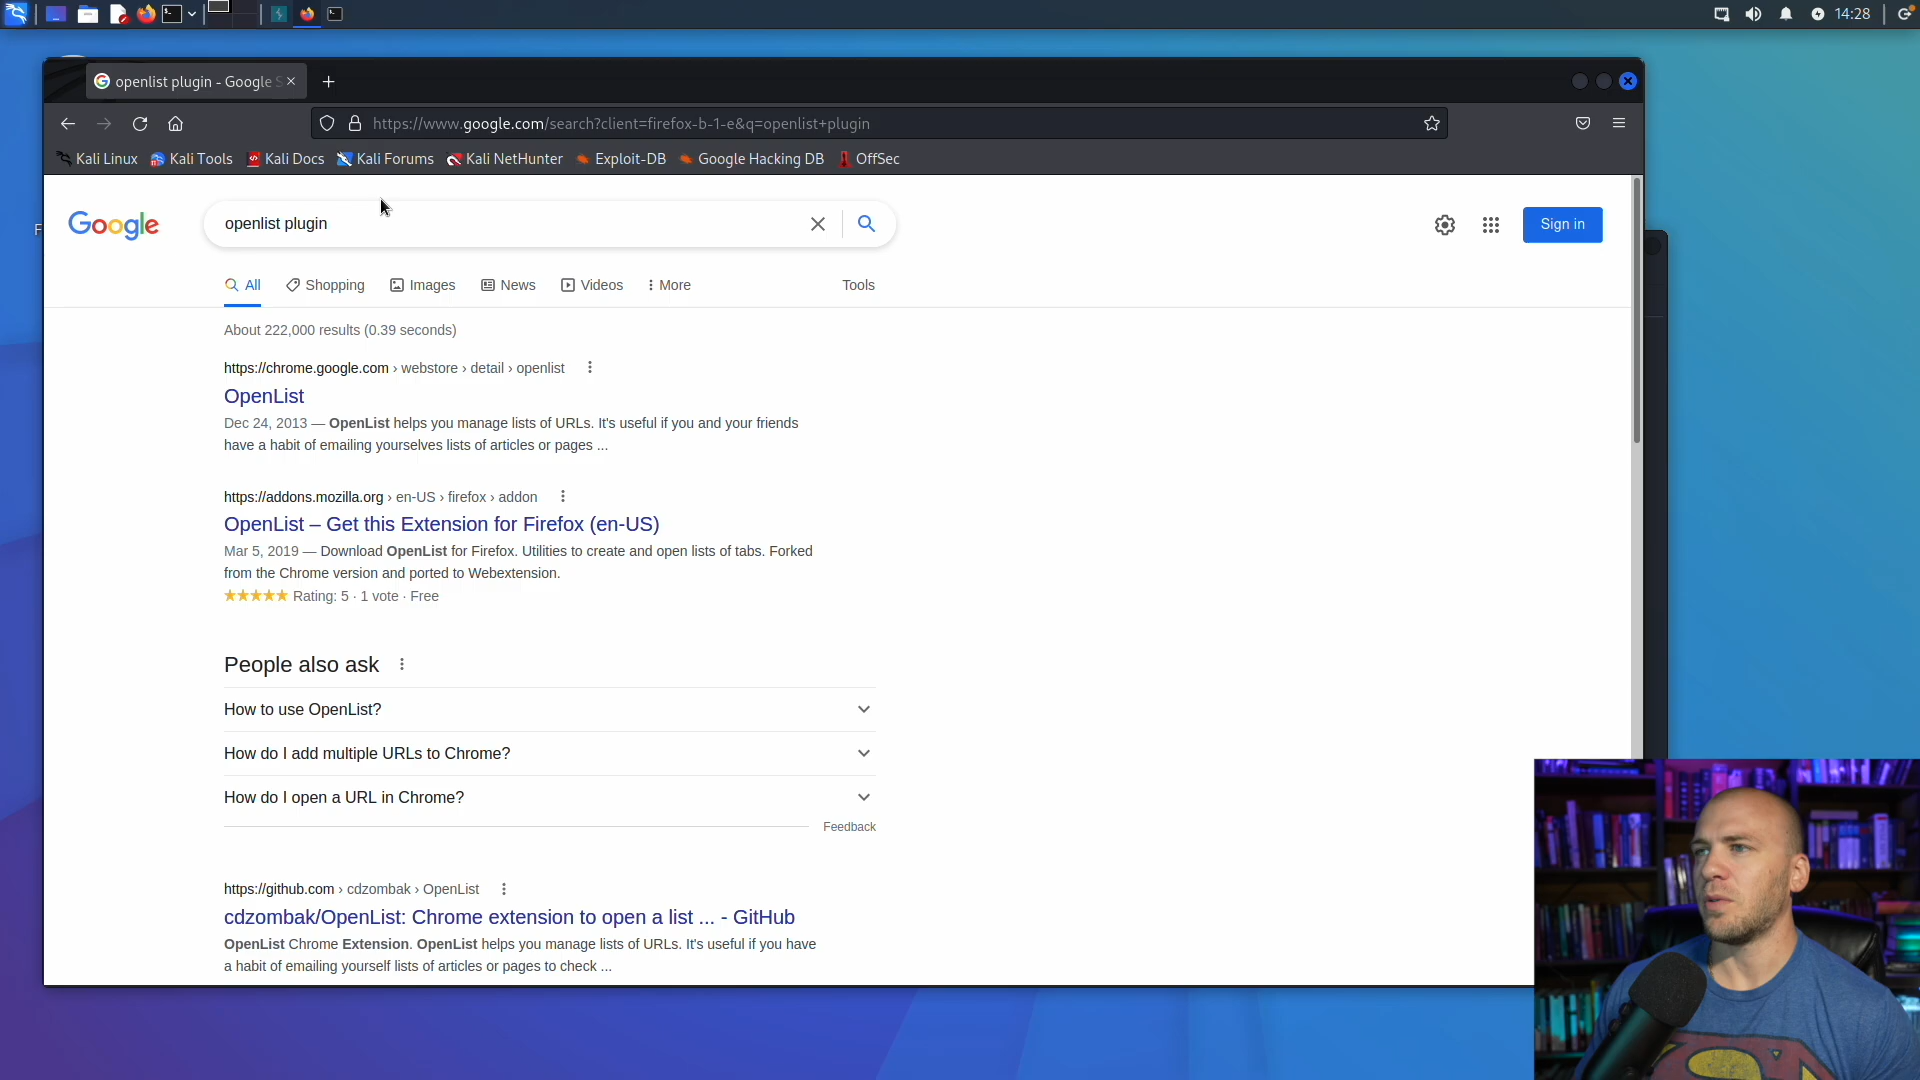 14:28
openlist plugin - Google S
https://www.google.com/search?client=firefox-b-1-e&q=openlist+plugin
Kali Linux Kali Tools Kali Docs Kali Forums Kali NetHunter Exploit-DB Google Hacking DB OffSec
Google openlist plugin Sign in
All Shopping Images News Videos More Tools
About 222,000 results (0.39 seconds)
https://chrome.google.com › webstore › detail › openlist
OpenList
Dec 24, 2013 — OpenList helps you manage lists of URLs. It's useful if you and your friends
have a habit of emailing yourselves lists of articles or pages ...
https://addons.mozilla.org › en-US › firefox › addon
OpenList – Get this Extension for Firefox (en-US)
Mar 5, 2019 — Download OpenList for Firefox. Utilities to create and open lists of tabs. Forked
from the Chrome version and ported to Webextension.
★★★★★ Rating: 5 · 1 vote · Free
People also ask
How to use OpenList?
How do I add multiple URLs to Chrome?
How do I open a URL in Chrome?
Feedback
https://github.com › cdzombak › OpenList
cdzombak/OpenList: Chrome extension to open a list ... - GitHub
OpenList Chrome Extension. OpenList helps you manage lists of URLs. It's useful if you have
a habit of emailing yourself lists of articles or pages to check ...